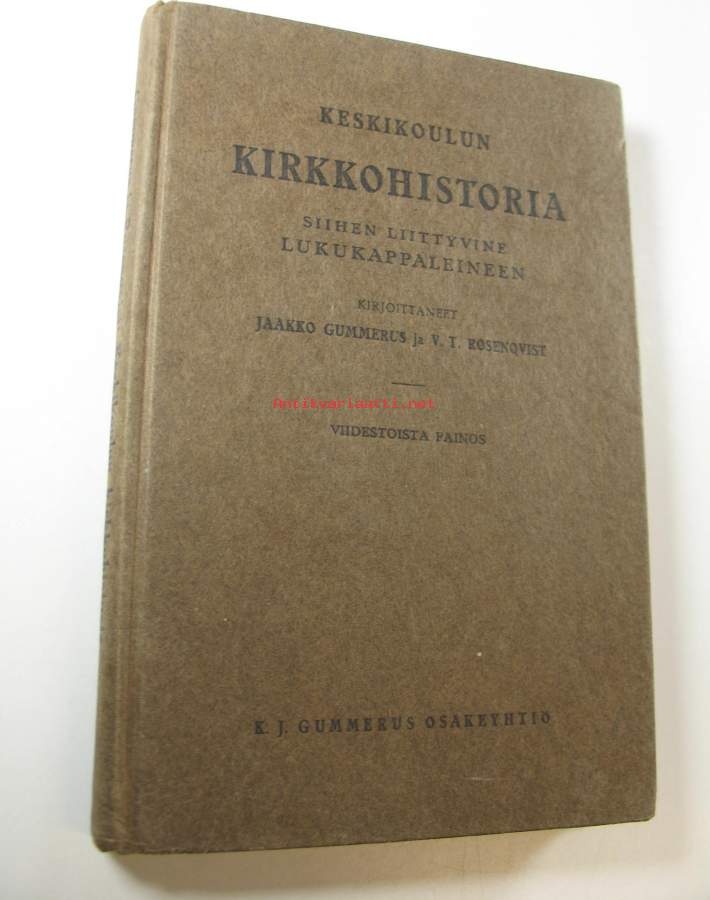 KESKIKOULUN
KIRKKOHISTORIA
SIIHEN LIITTYVINE
LUKUKAPPALEINEEN
KIRJOITTANEET
JAAKKO GUMMERUS ja V. T. ROSENQVIST
Antikvariaatti.net
VIIDESTOISTA PAINOS
K. J. GUMMERUS OSAKEYHTIÖ